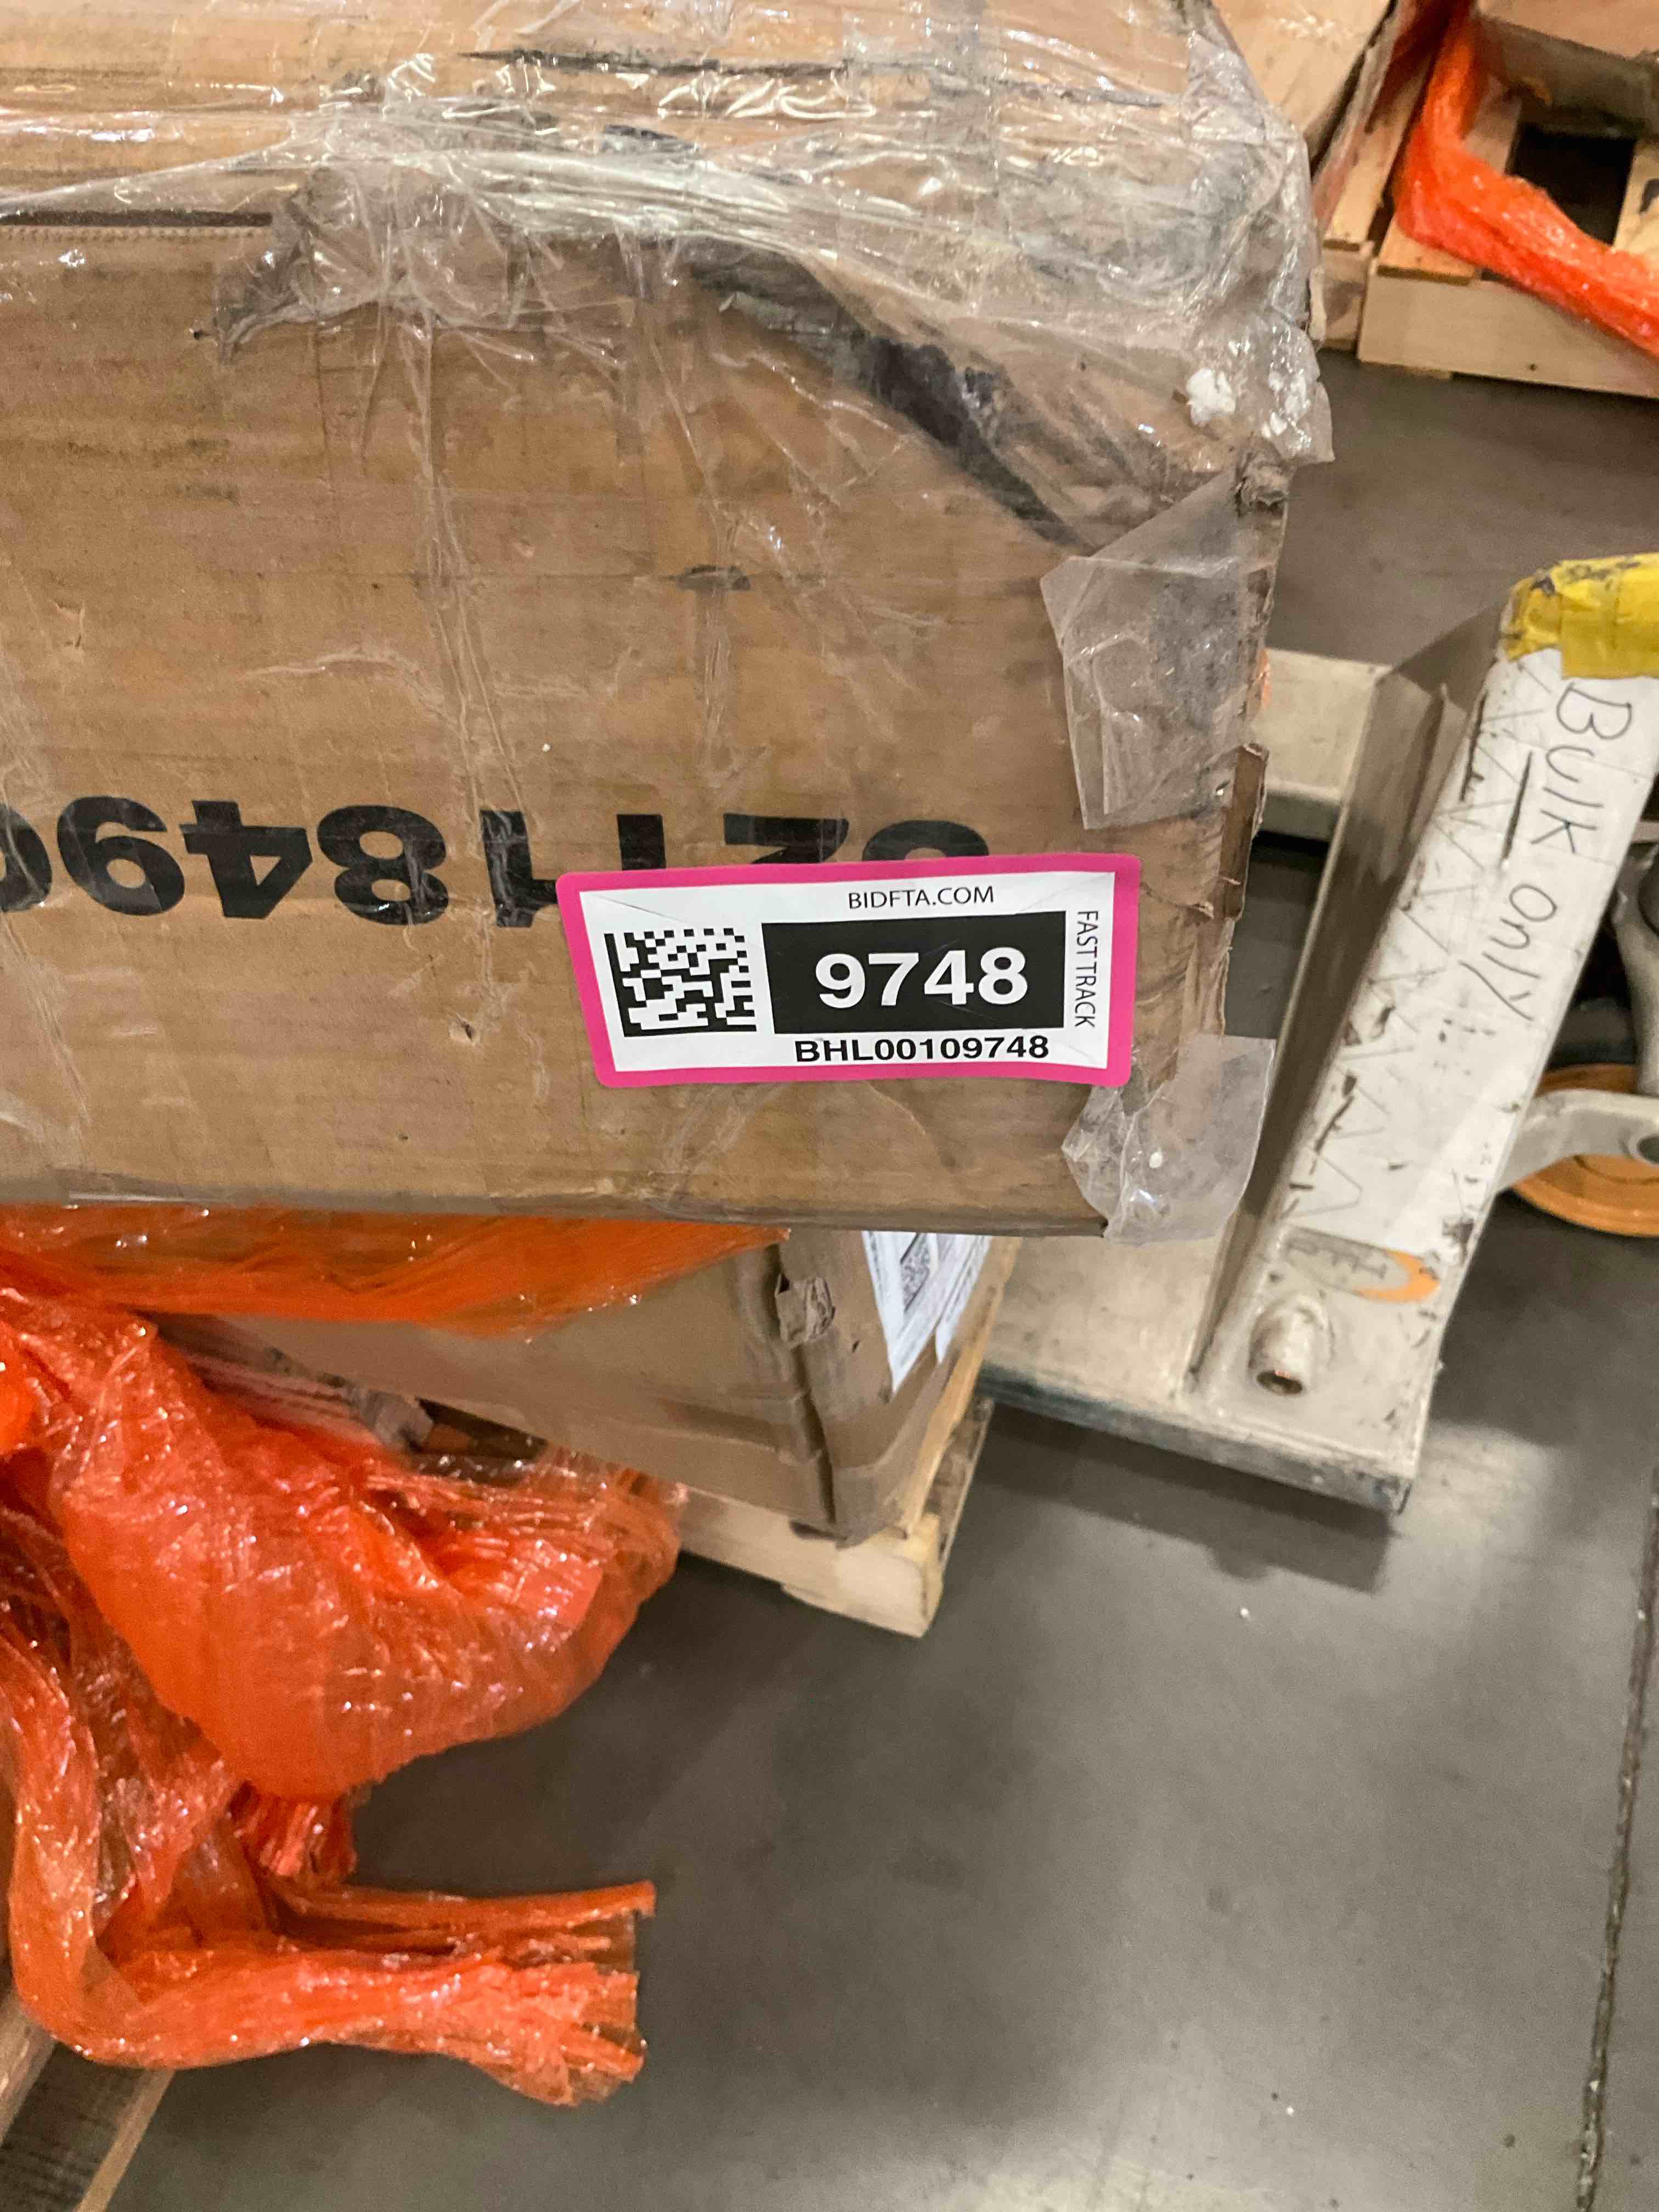 BIDFTA.COM
9748
FAST TRACK
BHL00109748
Bulk only